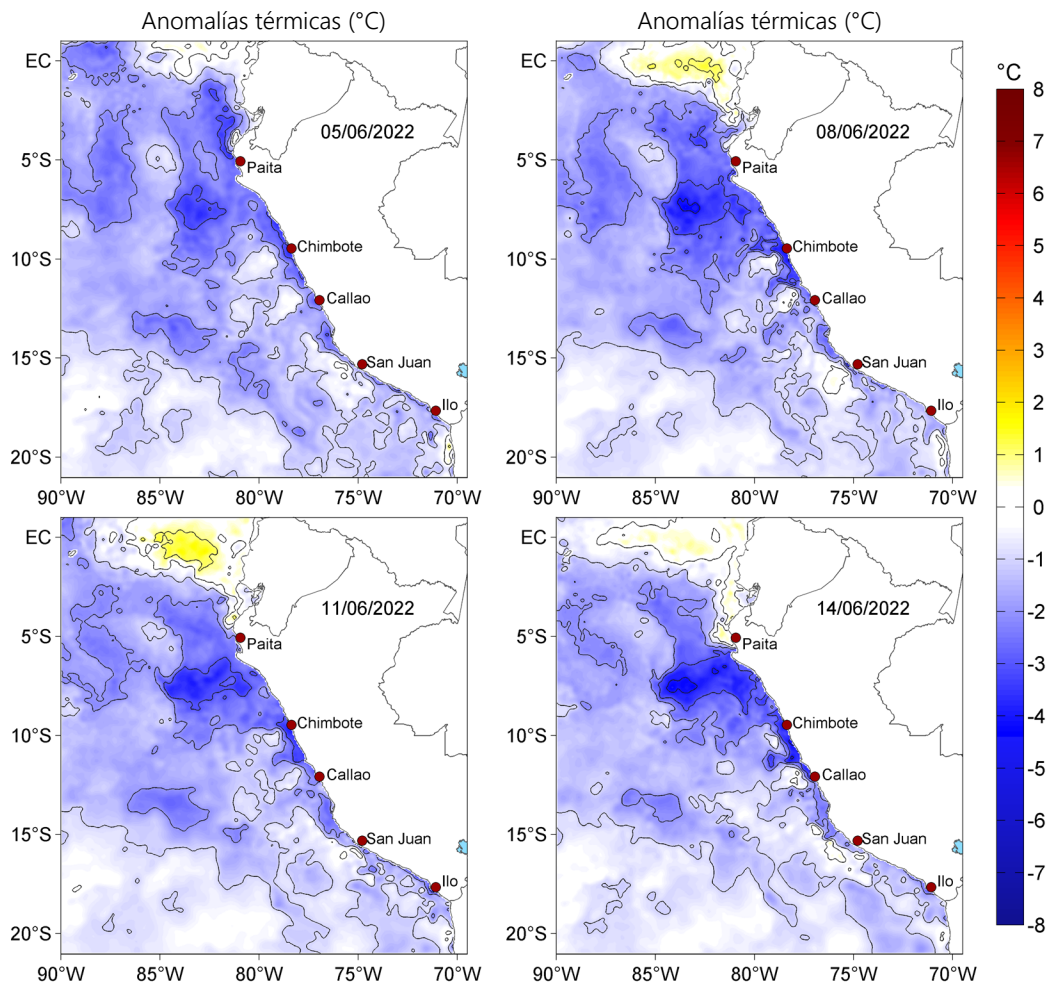 Anomalías térmicas (°C)
Anomalías térmicas (°C)
EC
5°S
10°S
15°S
20°S
05/06/2022
Paita
Chimbote
Callao
San Juan
Ilo
90°W 85°W 80°W 75°W 70°W
EC
5°S
10°S
15°S
20°S
08/06/2022
Paita
Chimbote
Callao
San Juan
Ilo
90°W 85°W 80°W 75°W 70°W
EC
5°S
10°S
15°S
20°S
11/06/2022
Paita
Chimbote
Callao
San Juan
Ilo
90°W 85°W 80°W 75°W 70°W
EC
5°S
10°S
15°S
20°S
14/06/2022
Paita
Chimbote
Callao
San Juan
Ilo
90°W 85°W 80°W 75°W 70°W
°C
8
7
6
5
4
3
2
1
0
-1
-2
-3
-4
-5
-6
-7
-8